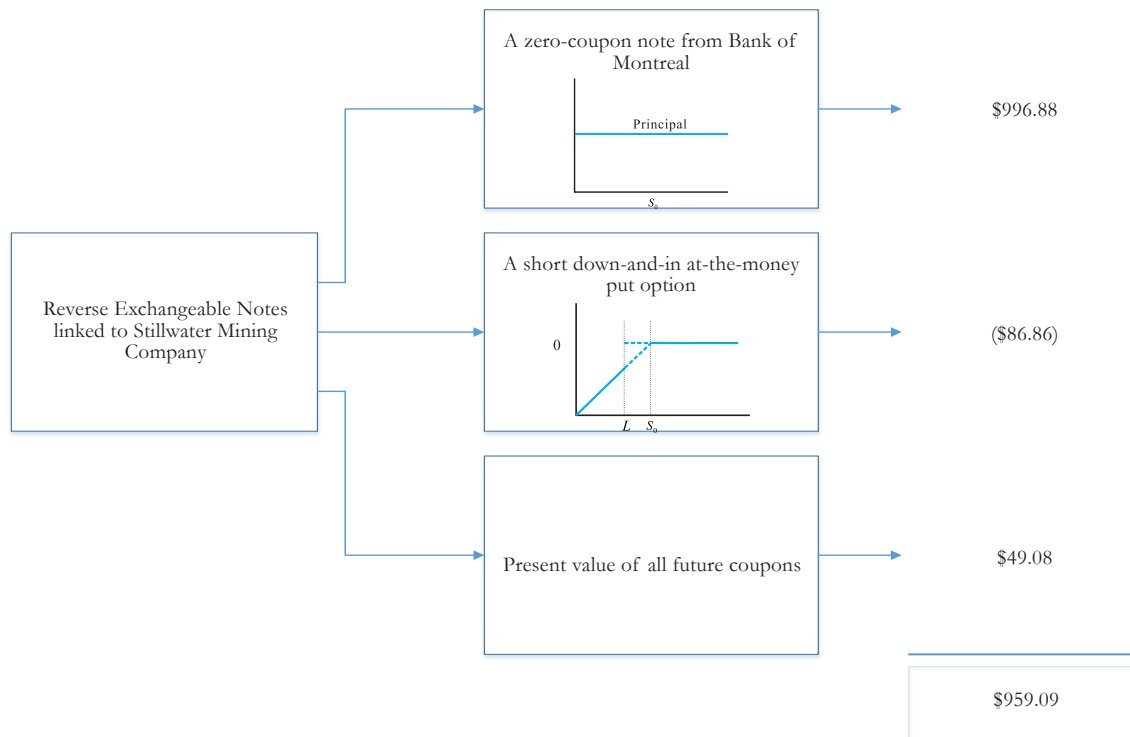 A zero-coupon note from Bank of
Montreal
Principal
S₀
$996.88
Reverse Exchangeable Notes
linked to Stillwater Mining
Company
A short down-and-in at-the-money
put option
0
L S₀
($86.86)
Present value of all future coupons
$49.08
$959.09